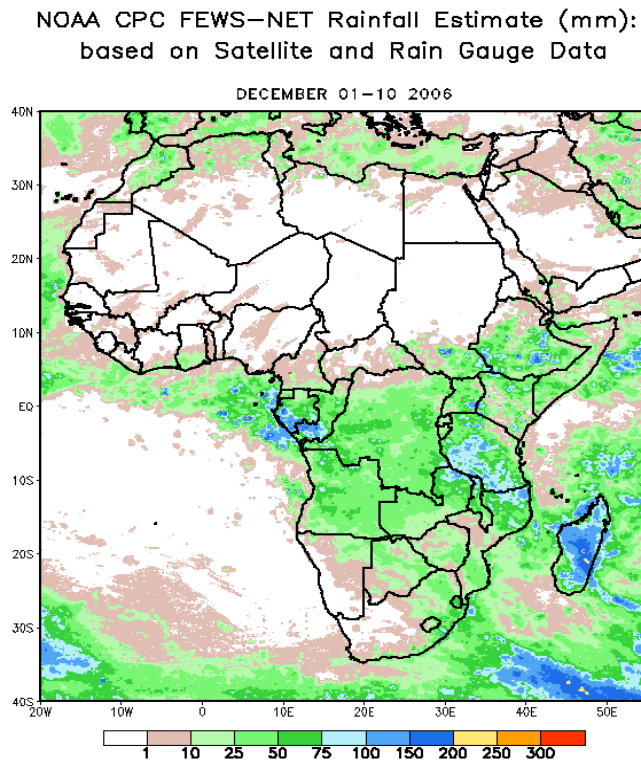 NOAA CPC FEWS-NET Rainfall Estimate (mm):
based on Satellite and Rain Gauge Data
DECEMBER 01-10 2006
40N
30N
20N
10N
EQ
10S
20S
30S
40S
20W 10W 0 10E 20E 30E 40E 50E
1 10 25 50 75 100 150 200 250 300